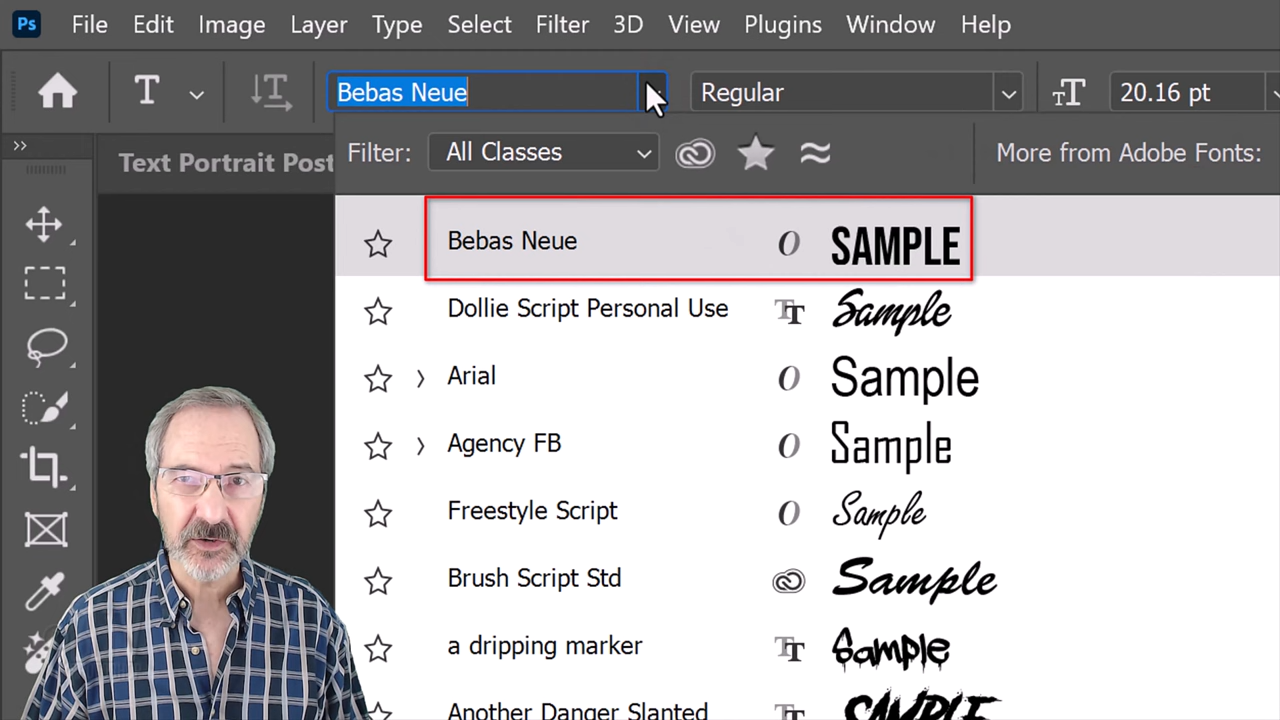 Ps File Edit Image Layer Type Select Filter 3D View Plugins Window Help
T Bebas Neue Regular 20.16 pt
Filter: All Classes More from Adobe Fonts:
Text Portrait Post
Bebas Neue O SAMPLE
Dollie Script Personal Use Sample
Arial O Sample
Agency FB O Sample
Freestyle Script O Sample
Brush Script Std Sample
a dripping marker Sample
Another Danger Slanted SAMPLE